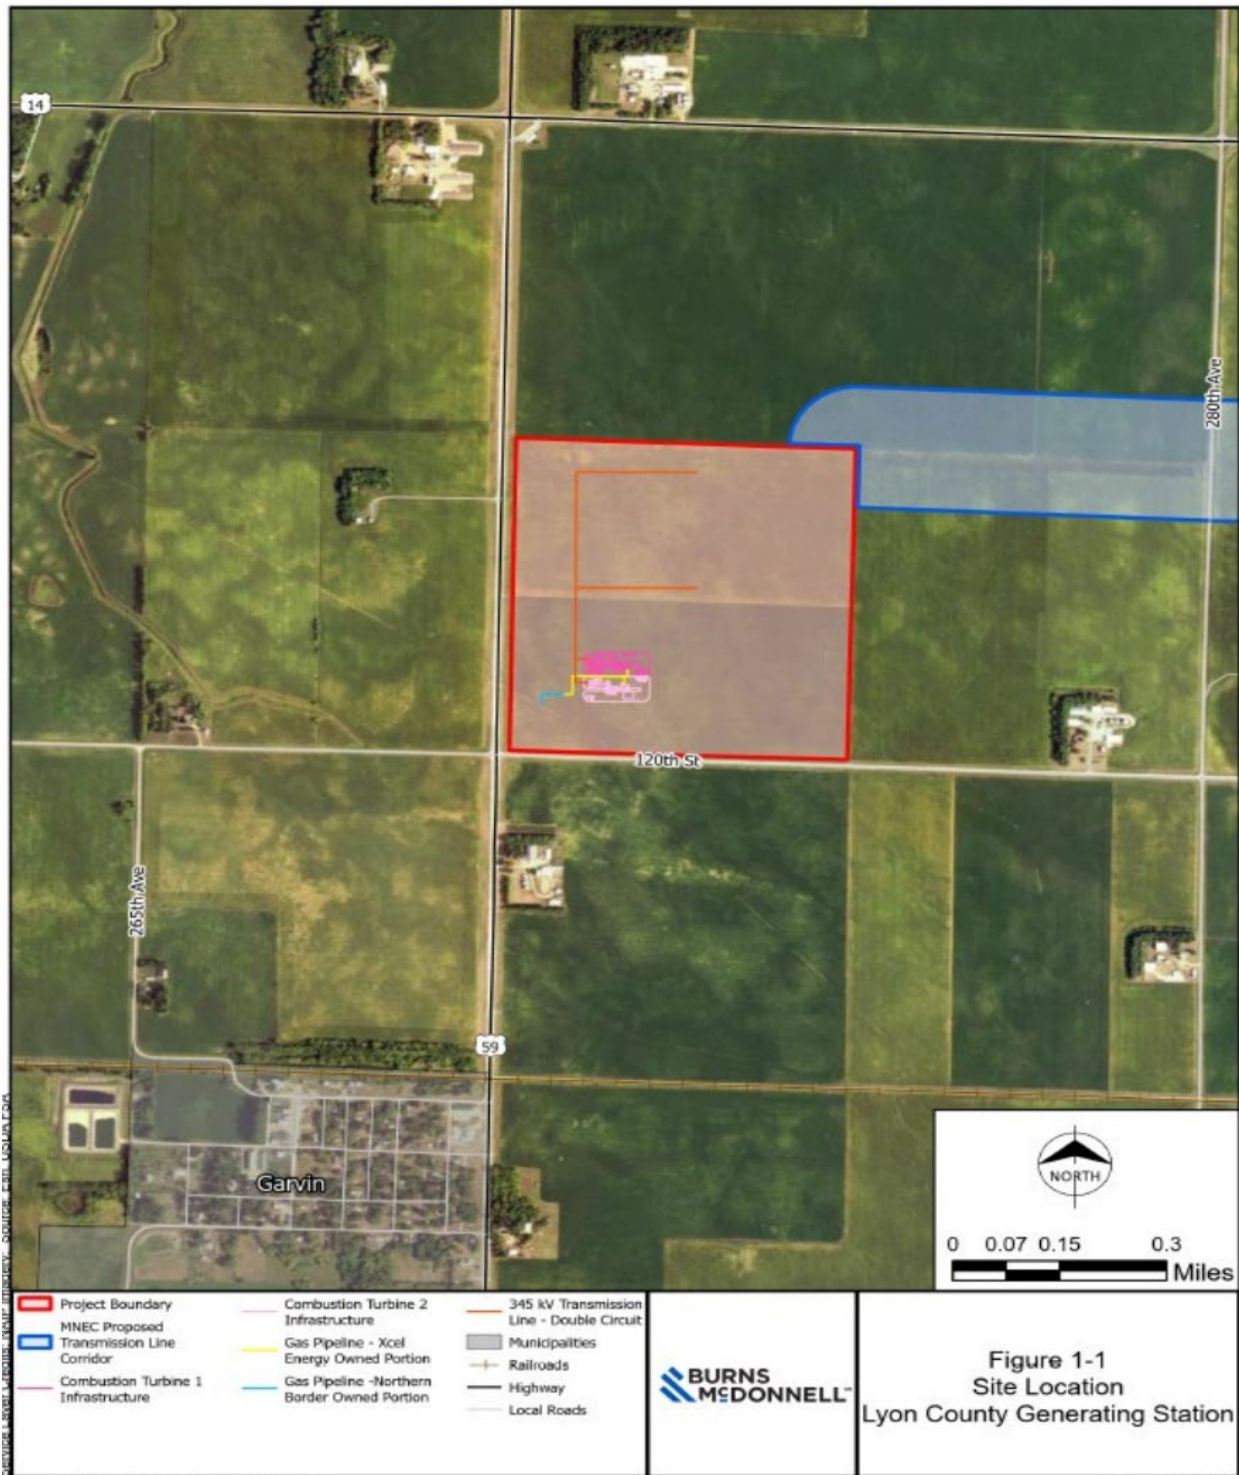 14
280th Ave
120th St
265th Ave
59
Garvin
NORTH
0 0.07 0.15 0.3
Miles
Project Boundary
MNEC Proposed
Transmission Line
Corridor
Combustion Turbine 1
Infrastructure
Combustion Turbine 2
Infrastructure
Gas Pipeline - Xcel
Energy Owned Portion
Gas Pipeline -Northern
Border Owned Portion
345 kV Transmission
Line - Double Circuit
Municipalities
Railroads
Highway
Local Roads
BURNS
McDONNELL
Figure 1-1
Site Location
Lyon County Generating Station